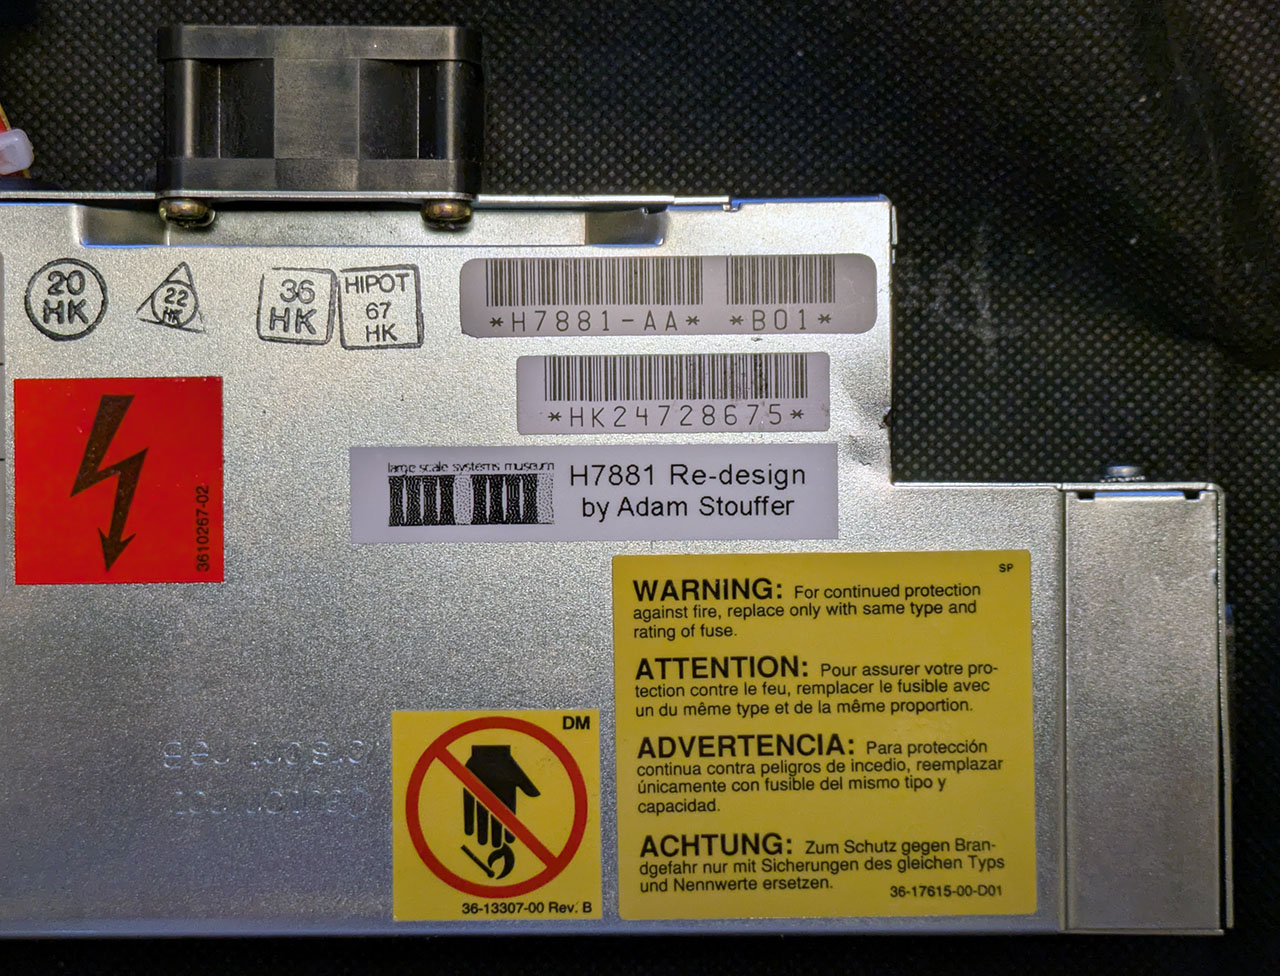 20
HK
22
HK
36
HK
HIPOT
67
HK
*H7881-AA* *B01*
*HK24728675*
3610267-02
large scale systems museum
H7881 Re-design
by Adam Stouffer
SP
WARNING: For continued protection
against fire, replace only with same type and
rating of fuse.
ATTENTION: Pour assurer votre pro-
tection contre le feu, remplacer le fusible avec
un du même type et de la même proportion.
ADVERTENCIA: Para protección
continua contra peligros de incedio, reemplazar
únicamente con fusible del mismo tipo y
capacidad.
ACHTUNG: Zum Schutz gegen Bran-
dgefahr nur mit Sicherungen des gleichen Typs
und Nennwerte ersetzen.
36-17615-00-D01
DM
36-13307-00 Rev. B